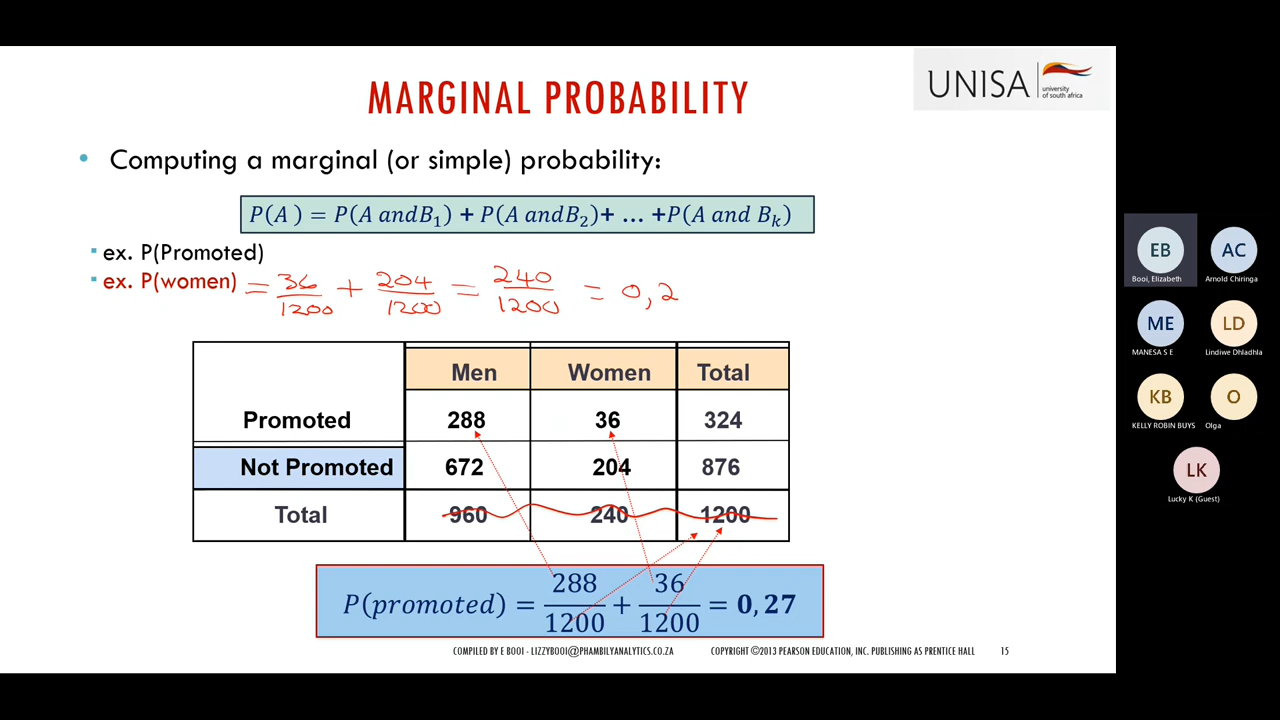 MARGINAL PROBABILITY
UNISA
university
of south africa
• Computing a marginal (or simple) probability:
P(A ) = P(A andB₁) + P(A andB₂)+ … +P(A and Bₖ)
ex. P(Promoted)
ex. P(women) = 36/1200 + 204/1200 = 240/1200 = 0,2
Men Women Total
Promoted 288 36 324
Not Promoted 672 204 876
Total 960 240 1200
P(promoted) = 288/1200 + 36/1200 = 0,27
COMPILED BY E BOOI - LIZZYBOOI@PHAMBILYANALYTICS.CO.ZA COPYRIGHT ©2013 PEARSON EDUCATION, INC. PUBLISHING AS PRENTICE HALL 15
EB AC
Booi, Elizabeth Arnold Chiringa
ME LD
MANESA S E Lindiwe Dhladhla
KB O
KELLY ROBIN BUYS Olga
LK
Lucky K (Guest)